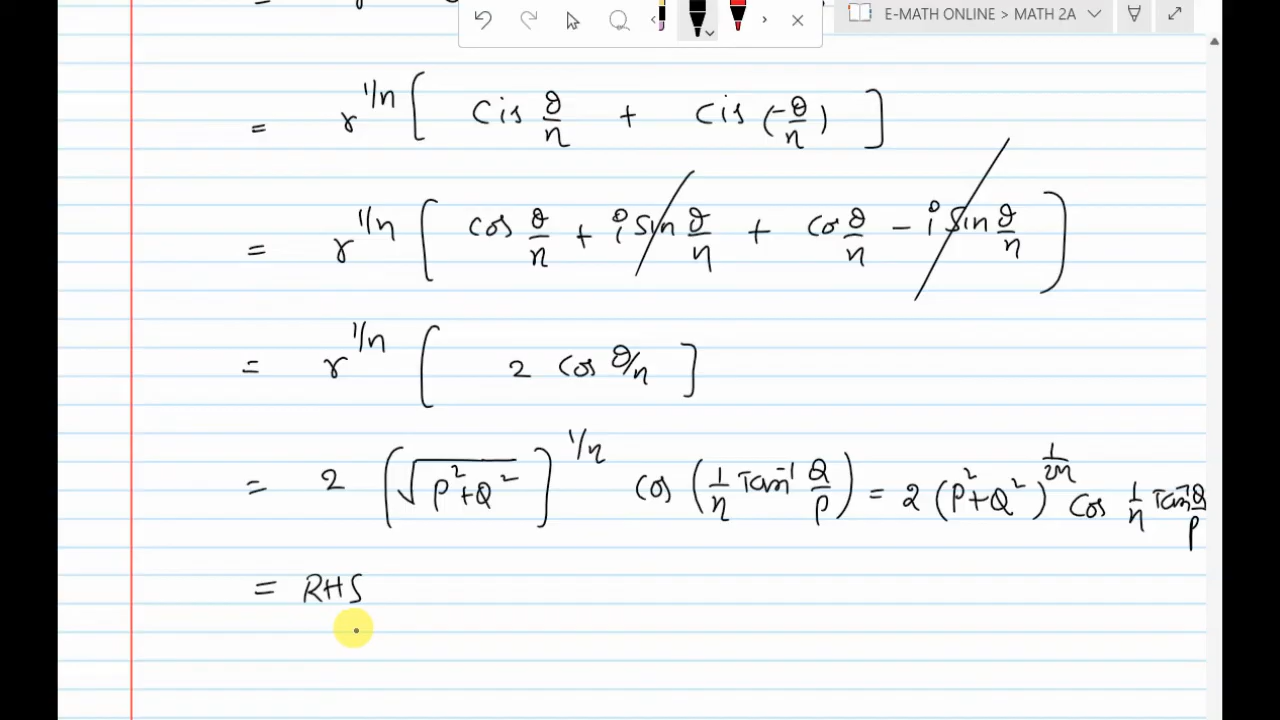 E-MATH ONLINE > MATH 2A
= r^{1/n} [ Cis θ/n + Cis (-θ/n) ]
= r^{1/n} [ Cos θ/n + i Sin θ/n + Cos θ/n - i Sin θ/n ]
= r^{1/n} [ 2 Cos θ/n ]
= 2 (√(P²+Q²))^{1/n} Cos (1/n Tan⁻¹ Q/P) = 2 (P²+Q²)^{1/2n} Cos 1/n Tan⁻¹ Q/P
= RHS